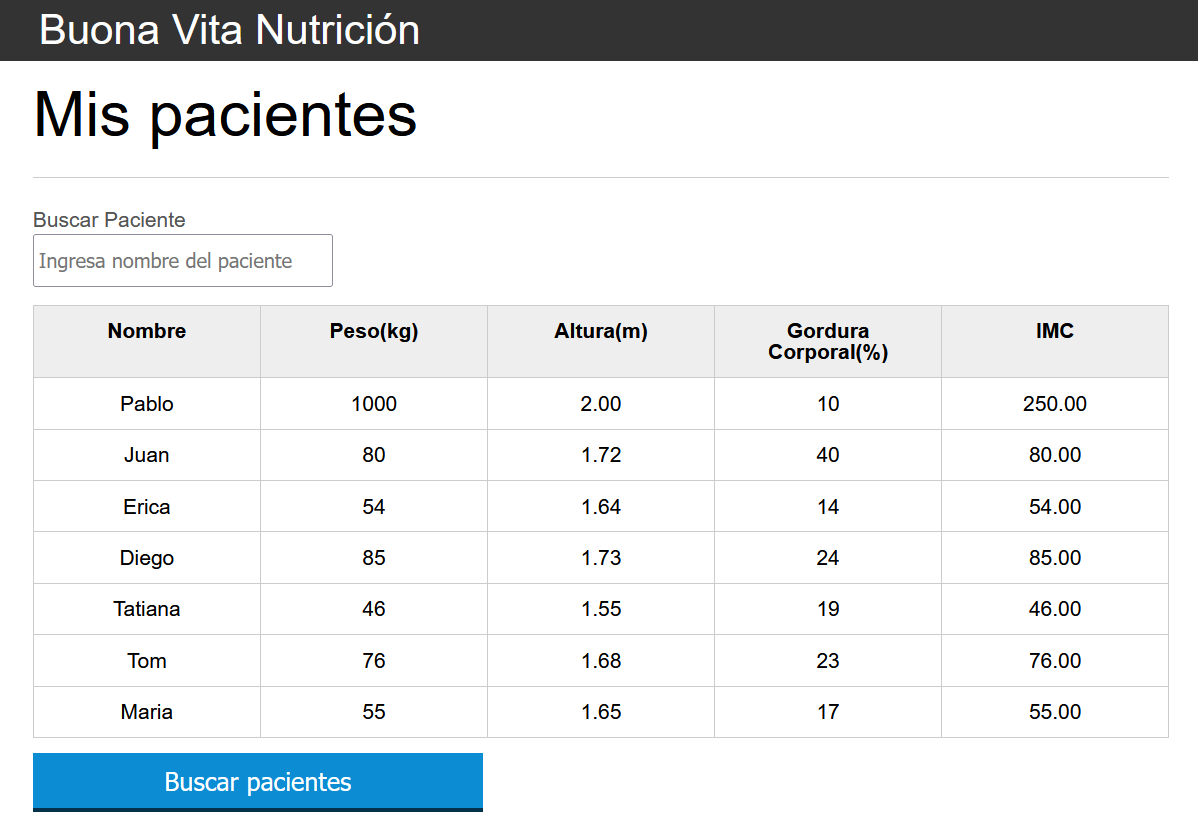 Buona Vita Nutrición
Mis pacientes
Buscar Paciente
Ingresa nombre del paciente
Nombre Peso(kg) Altura(m) Gordura Corporal(%) IMC
Pablo 1000 2.00 10 250.00
Juan 80 1.72 40 80.00
Erica 54 1.64 14 54.00
Diego 85 1.73 24 85.00
Tatiana 46 1.55 19 46.00
Tom 76 1.68 23 76.00
Maria 55 1.65 17 55.00
Buscar pacientes